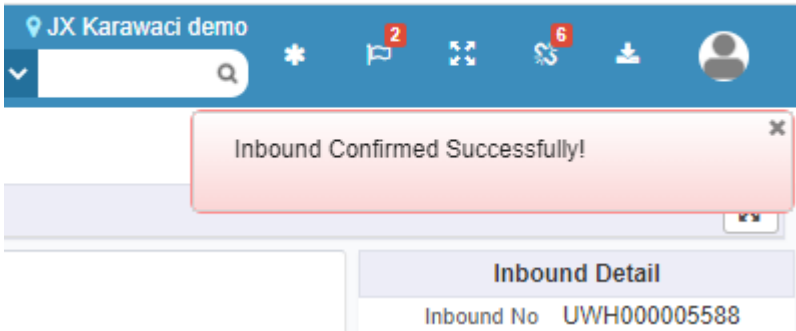 JX Karawaci demo
2
6
Inbound Confirmed Successfully!
Inbound Detail
Inbound No UWH000005588